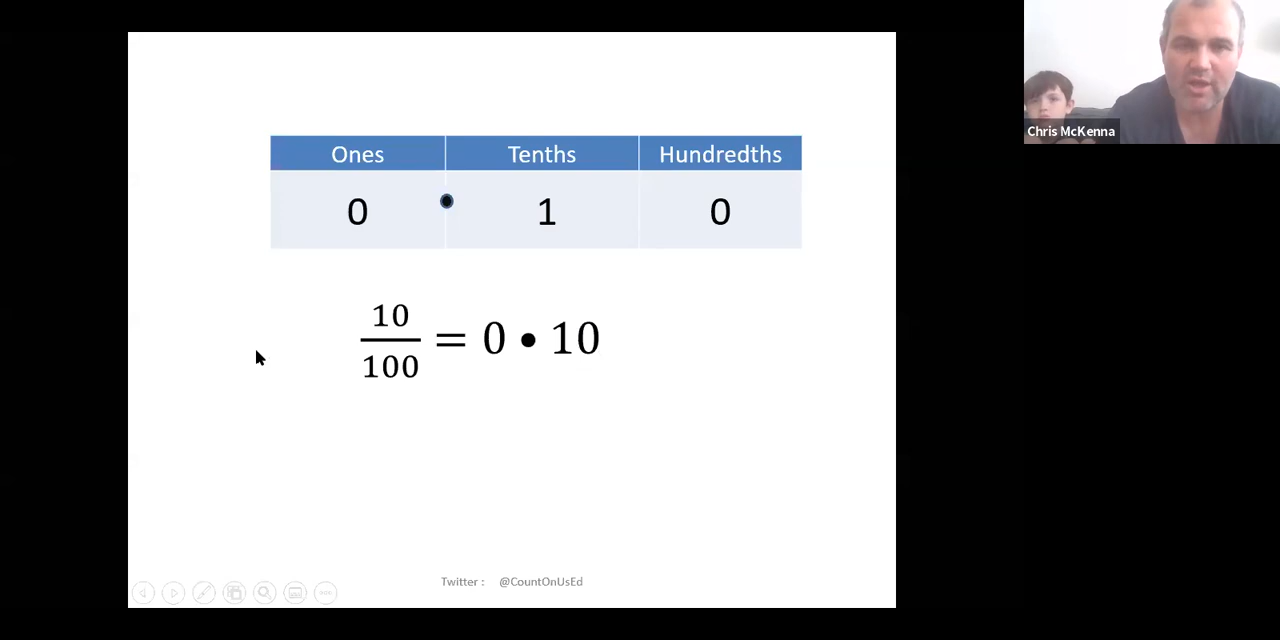 Ones Tenths Hundredths
0 • 1 0
10/100 = 0 • 10
Twitter : @CountOnUsEd
Chris McKenna